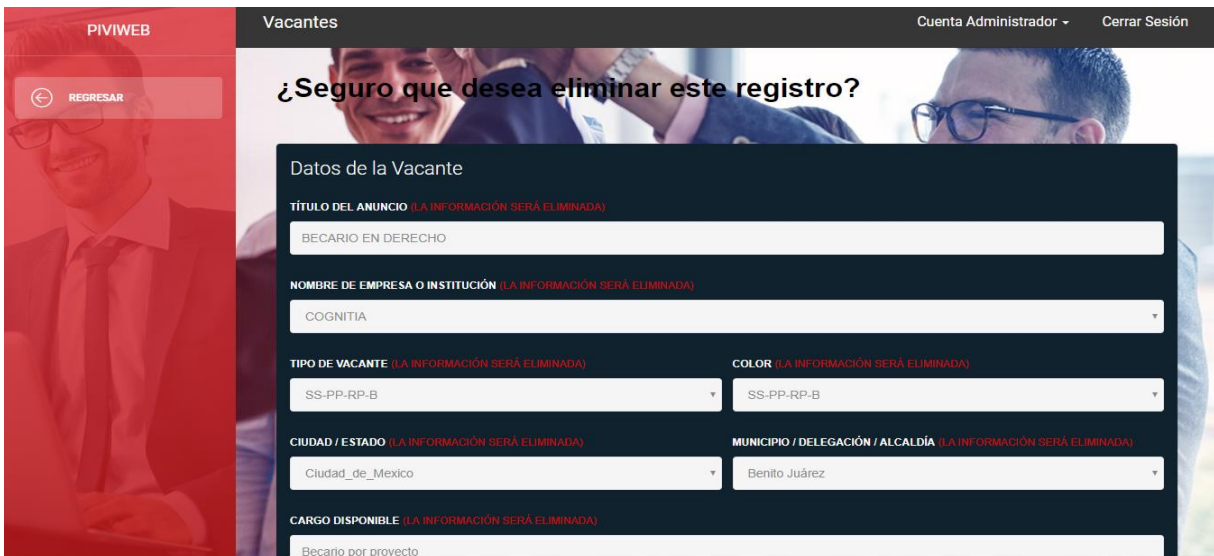 PIVIWEB
Vacantes
Cuenta Administrador
Cerrar Sesión
REGRESAR
¿Seguro que desea eliminar este registro?
Datos de la Vacante
TÍTULO DEL ANUNCIO (LA INFORMACIÓN SERÁ ELIMINADA)
BECARIO EN DERECHO
NOMBRE DE EMPRESA O INSTITUCIÓN (LA INFORMACIÓN SERÁ ELIMINADA)
COGNITIA
TIPO DE VACANTE (LA INFORMACIÓN SERÁ ELIMINADA)
COLOR (LA INFORMACIÓN SERÁ ELIMINADA)
SS-PP-RP-B
SS-PP-RP-B
CIUDAD / ESTADO (LA INFORMACIÓN SERÁ ELIMINADA)
MUNICIPIO / DELEGACIÓN / ALCALDÍA (LA INFORMACIÓN SERÁ ELIMINADA)
Ciudad_de_Mexico
Benito Juárez
CARGO DISPONIBLE (LA INFORMACIÓN SERÁ ELIMINADA)
Becario por proyecto